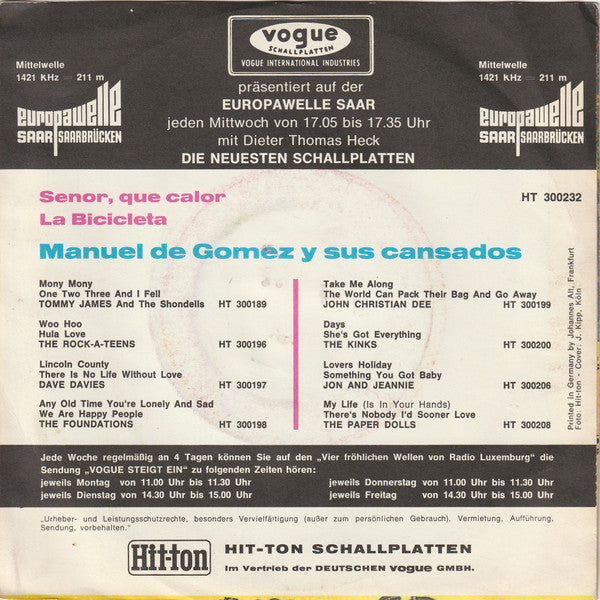 vogue
SCHALLPLATTEN
VOGUE INTERNATIONAL INDUSTRIES
Mittelwelle
1421 KHz = 211 m
europawelle
SAAR SAARBRÜCKEN
präsentiert auf der
EUROPAWELLE SAAR
jeden Mittwoch von 17.05 bis 17.35 Uhr
mit Dieter Thomas Heck
DIE NEUESTEN SCHALLPLATTEN
Mittelwelle
1421 KHz = 211 m
europawelle
SAAR SAARBRÜCKEN
Senor, que calor
La Bicicleta
HT 300232
Manuel de Gomez y sus cansados
Mony Mony
One Two Three And I Fell
TOMMY JAMES And The Shondells HT 300189
Woo Hoo
Hula Love
THE ROCK-A-TEENS HT 300196
Lincoln County
There Is No Life Without Love
DAVE DAVIES HT 300197
Any Old Time You're Lonely And Sad
We Are Happy People
THE FOUNDATIONS HT 300198
Take Me Along
The World Can Pack Their Bag And Go Away
JOHN CHRISTIAN DEE HT 300199
Days
She's Got Everything
THE KINKS HT 300200
Lovers Holiday
Something You Got Baby
JON AND JEANNIE HT 300206
My Life (Is In Your Hands)
There's Nobody I'd Sooner Love
THE PAPER DOLLS HT 300208
Printed in Germany by Johannes Alt, Frankfurt
Foto: Hit-ton - Cover: J. Kipp, Köln
Jede Woche regelmäßig an 4 Tagen können Sie auf den „Vier fröhlichen Wellen von Radio Luxemburg" die
Sendung „VOGUE STEIGT EIN" zu folgenden Zeiten hören:
jeweils Montag von 11.00 Uhr bis 11.30 Uhr
jeweils Dienstag von 14.30 Uhr bis 15.00 Uhr
jeweils Donnerstag von 11.00 Uhr bis 11.30 Uhr
jeweils Freitag von 14.30 Uhr bis 15.00 Uhr
„Urheber- und Leistungsschutzrechte, besonders Vervielfältigung (außer zum persönlichen Gebrauch), Vermietung, Aufführung,
Sendung, vorbehalten."
Hit-ton
HIT-TON SCHALLPLATTEN
Im Vertrieb der DEUTSCHEN vogue GMBH.